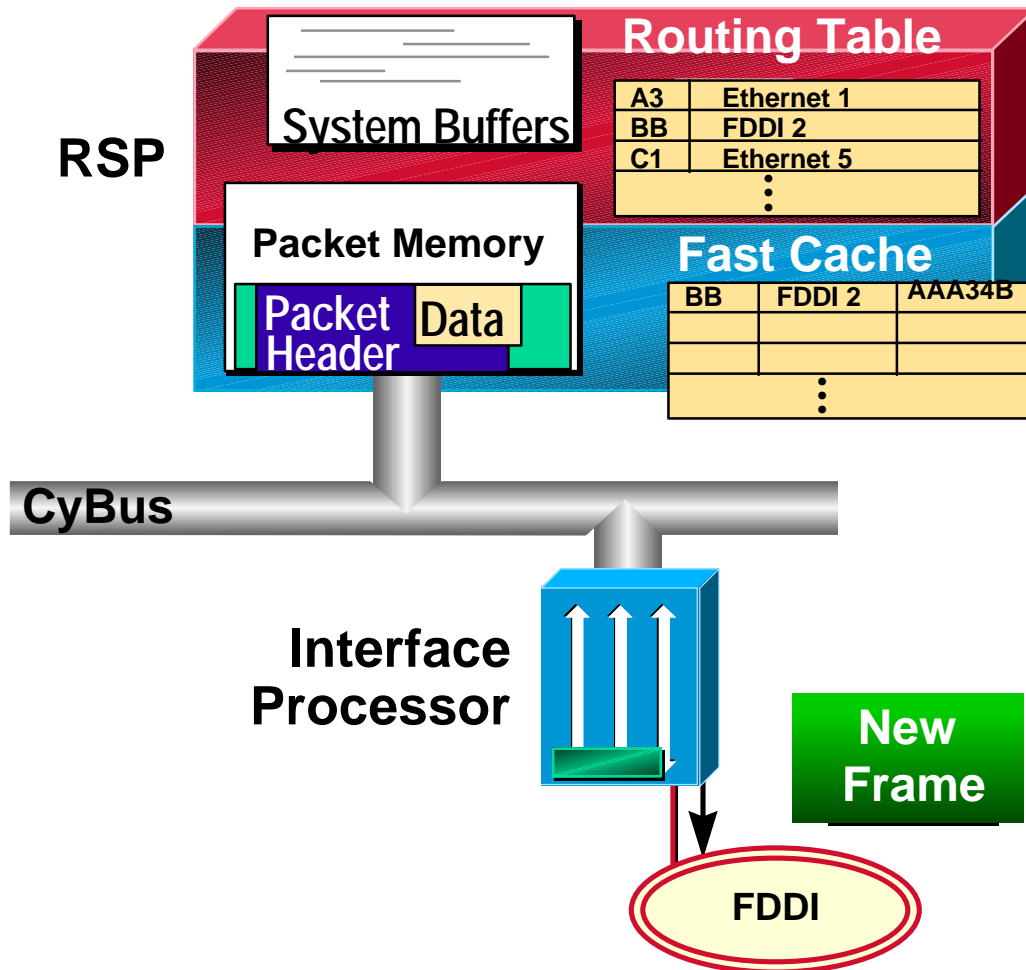 Routing Table
System Buffers
A3 Ethernet 1
BB FDDI 2
C1 Ethernet 5
RSP
Packet Memory
Packet
Header
Data
Fast Cache
BB FDDI 2 AAA34B
CyBus
Interface
Processor
New
Frame
FDDI